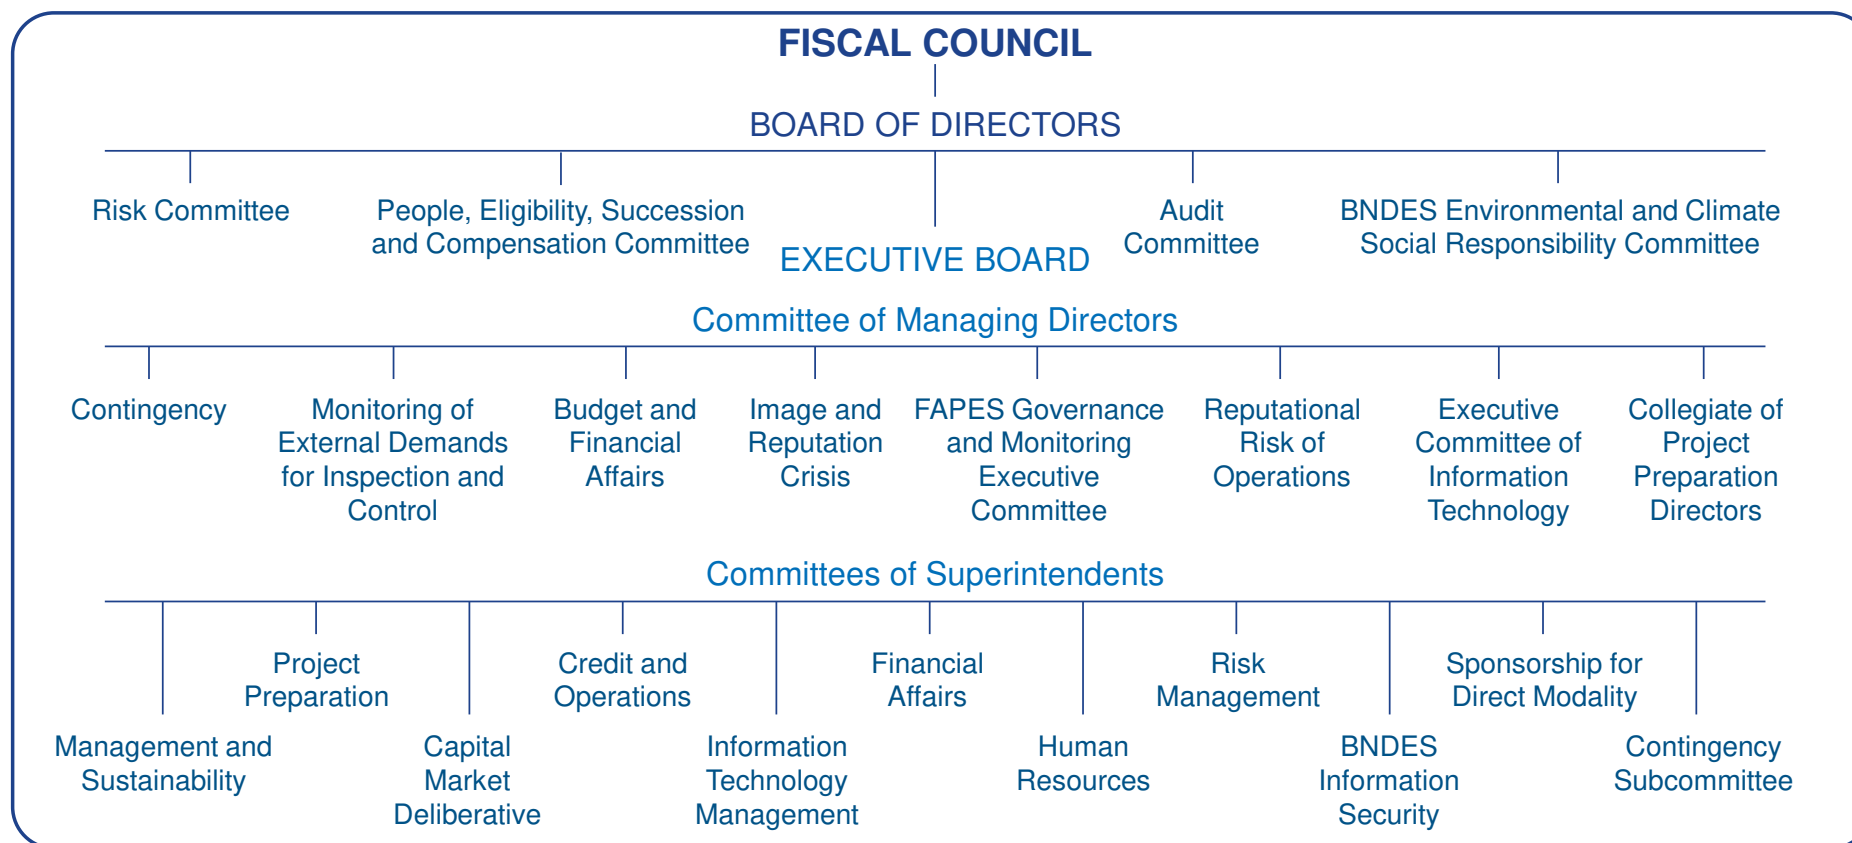 FISCAL COUNCIL
BOARD OF DIRECTORS
Risk Committee
People, Eligibility, Succession
and Compensation Committee
Audit
Committee
BNDES Environmental and Climate
Social Responsibility Committee
EXECUTIVE BOARD
Committee of Managing Directors
Contingency
Monitoring of
External Demands
for Inspection and
Control
Budget and
Financial
Affairs
Image and
Reputation
Crisis
FAPES Governance
and Monitoring
Executive
Committee
Reputational
Risk of
Operations
Executive
Committee of
Information
Technology
Collegiate of
Project
Preparation
Directors
Committees of Superintendents
Management and
Sustainability
Project
Preparation
Capital
Market
Deliberative
Credit and
Operations
Information
Technology
Management
Financial
Affairs
Human
Resources
Risk
Management
BNDES
Information
Security
Sponsorship for
Direct Modality
Contingency
Subcommittee